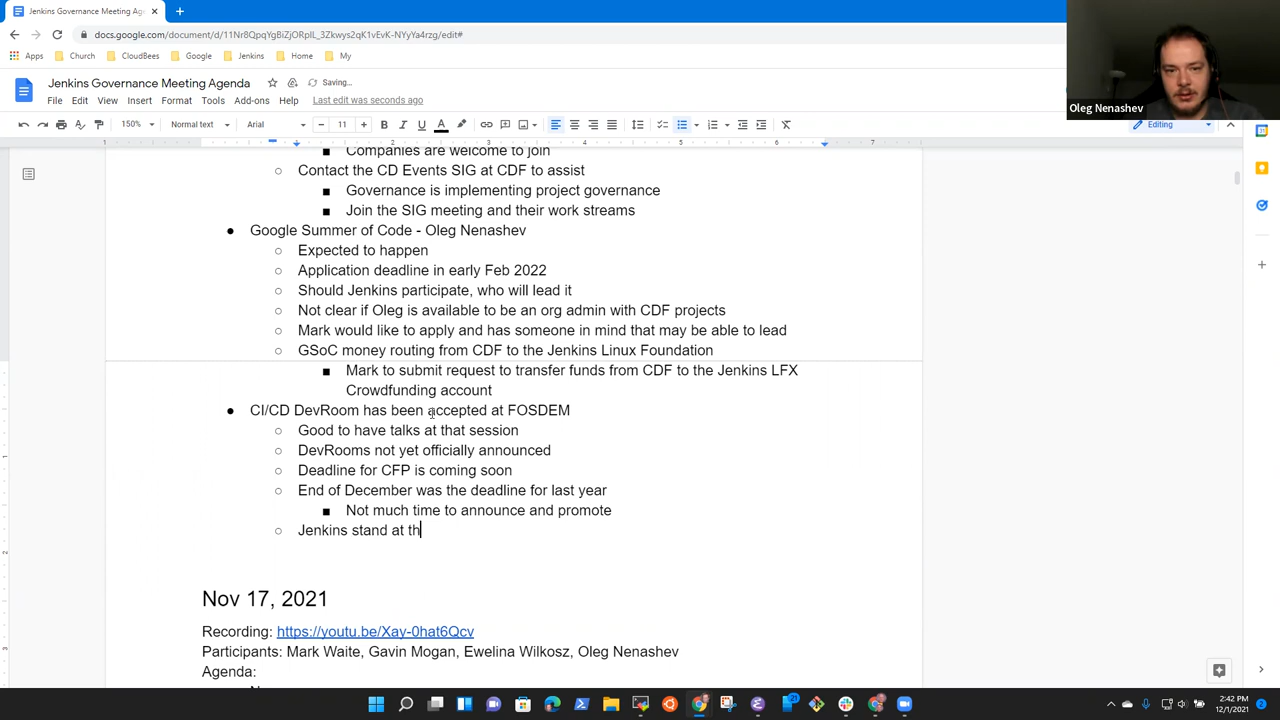 Jenkins Governance Meeting Ag
docs.google.com/document/d/11Nr8QpqYgBiZjORpIL_3Zkwys2qK1vEvK-NYyYa4rzg/edit#
Apps Church CloudBees Google Jenkins Home My
Oleg Nenashev
Jenkins Governance Meeting Agenda Saving...
File Edit View Insert Format Tools Add-ons Help Last edit was seconds ago
150% Normal text Arial 11 B I U A Editing
1 1 2 3 4 5 6 7
Companies are welcome to join
○ Contact the CD Events SIG at CDF to assist
■ Governance is implementing project governance
■ Join the SIG meeting and their work streams
● Google Summer of Code - Oleg Nenashev
○ Expected to happen
○ Application deadline in early Feb 2022
○ Should Jenkins participate, who will lead it
○ Not clear if Oleg is available to be an org admin with CDF projects
○ Mark would like to apply and has someone in mind that may be able to lead
○ GSoC money routing from CDF to the Jenkins Linux Foundation
■ Mark to submit request to transfer funds from CDF to the Jenkins LFX
Crowdfunding account
● CI/CD DevRoom has been accepted at FOSDEM
○ Good to have talks at that session
○ DevRooms not yet officially announced
○ Deadline for CFP is coming soon
○ End of December was the deadline for last year
■ Not much time to announce and promote
○ Jenkins stand at th
Nov 17, 2021
Recording: https://youtu.be/Xay-0hat6Qcv
Participants: Mark Waite, Gavin Mogan, Ewelina Wilkosz, Oleg Nenashev
Agenda:
2:42 PM
12/1/2021